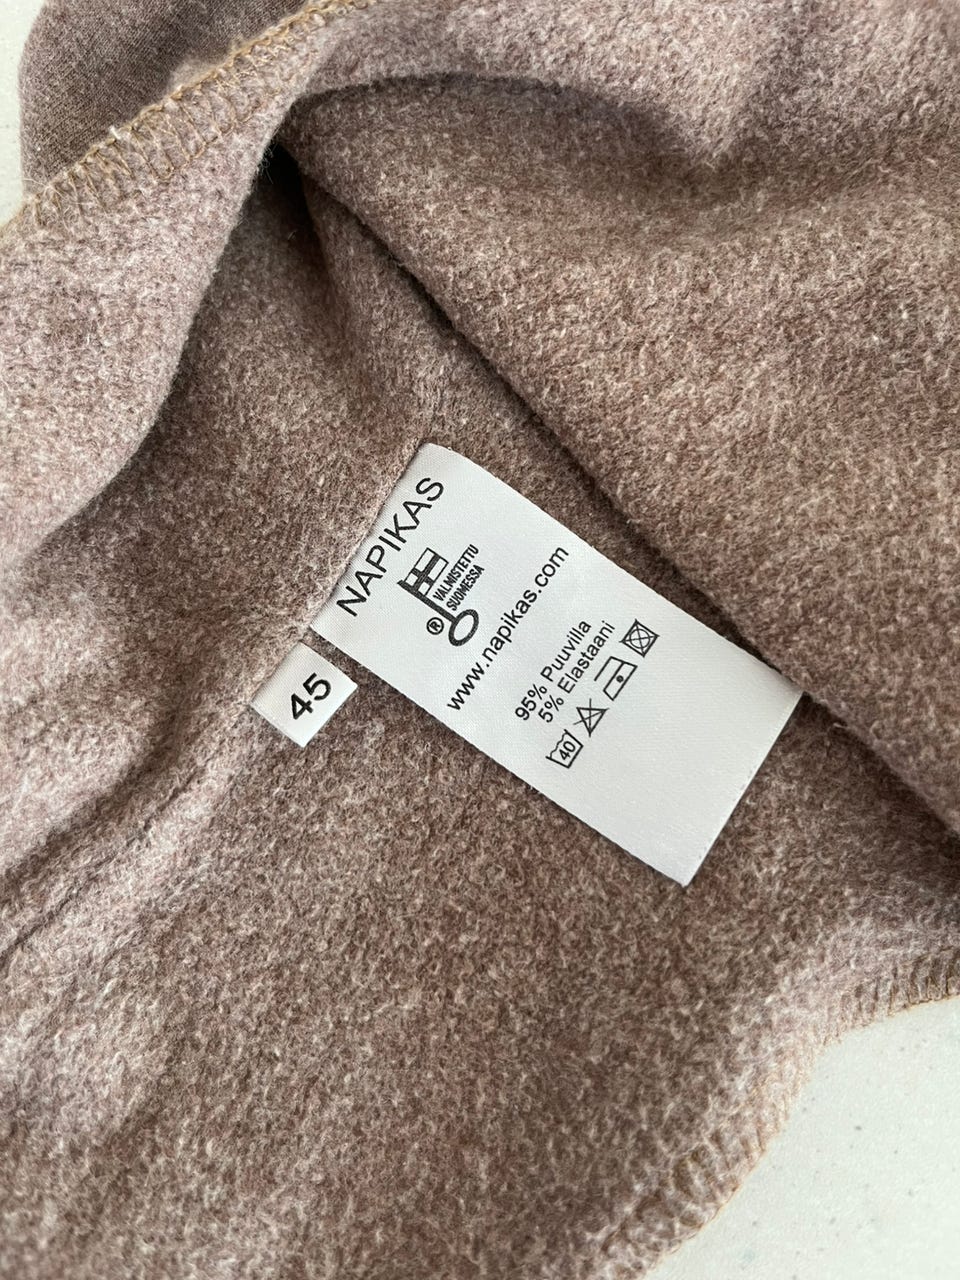 NAPIKAS
®
VALMISTETTU
SUOMESSA
www.napikas.com
95% Puuvilla
5% Elastaani
40
45